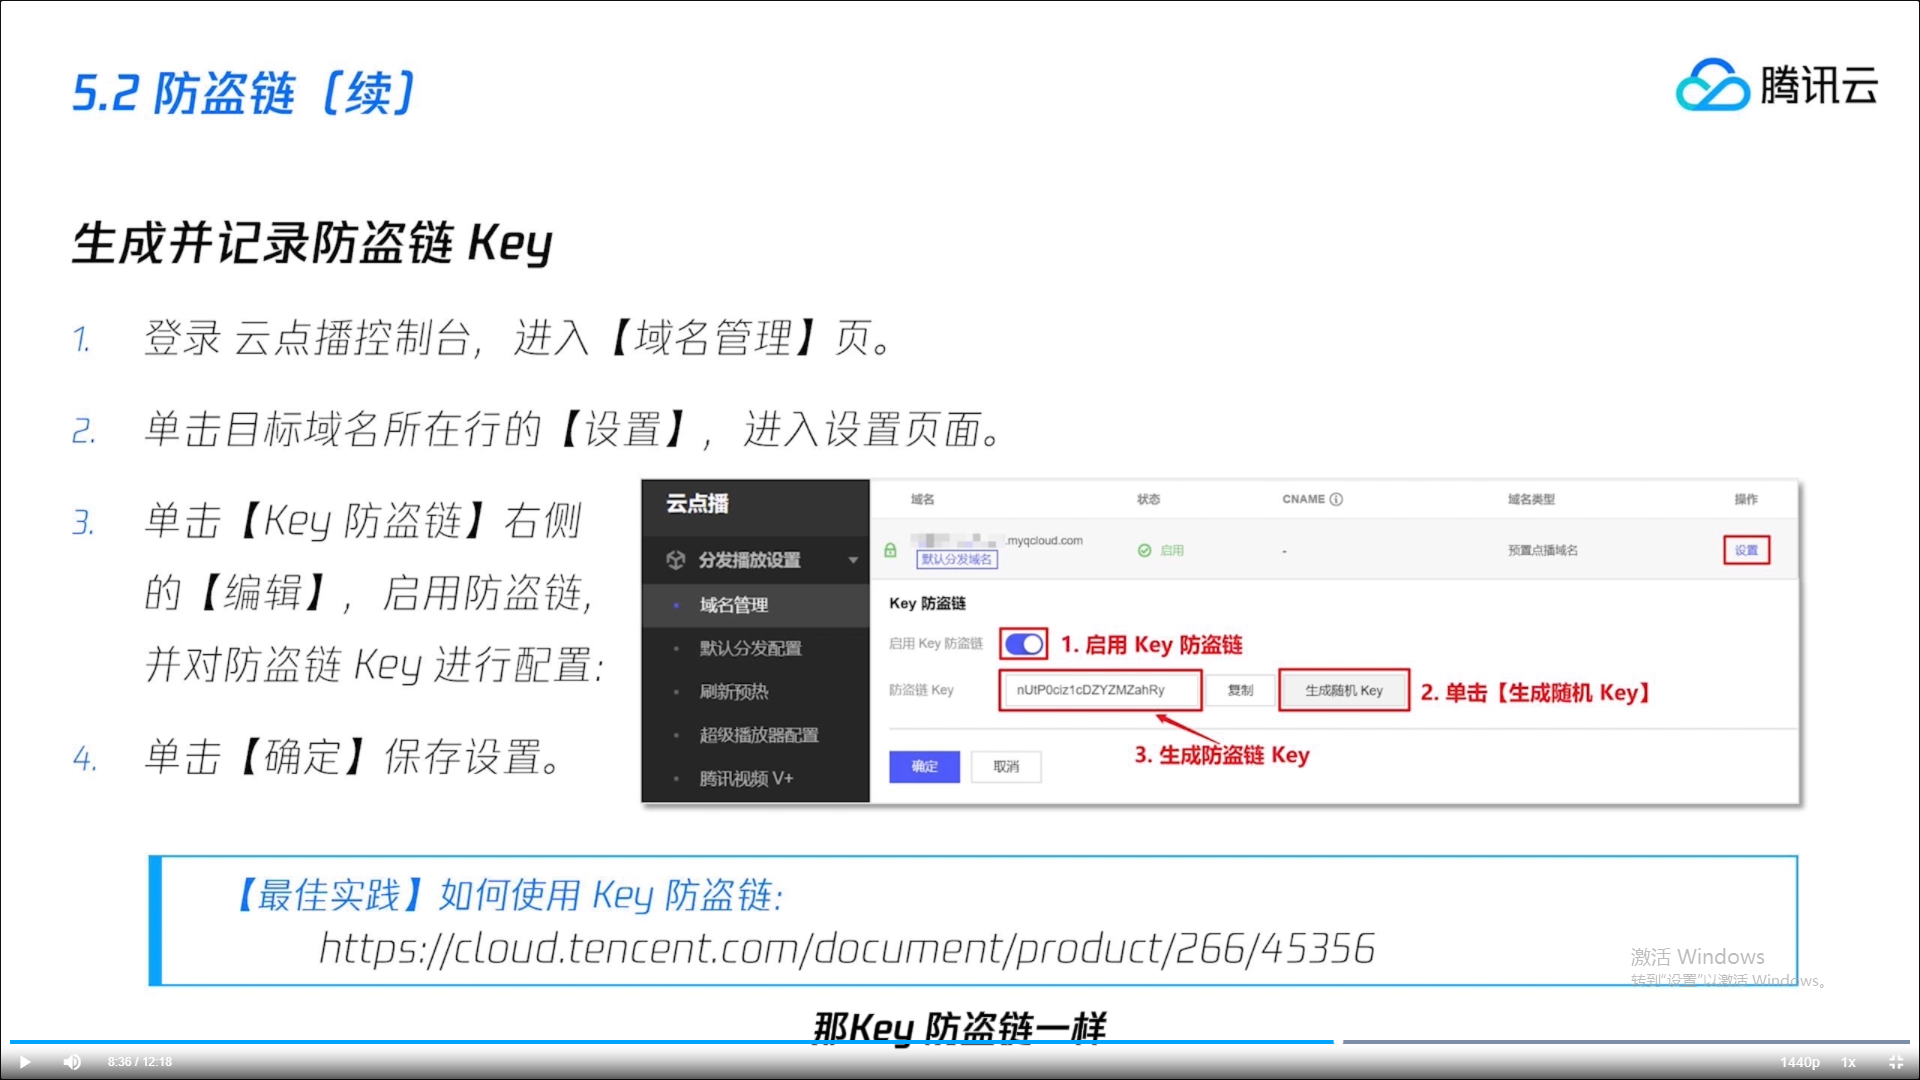 5.2 防盗链（续）
腾讯云
生成并记录防盗链 Key
1. 登录 云点播控制台，进入【域名管理】页。
2. 单击目标域名所在行的【设置】，进入设置页面。
3. 单击【Key 防盗链】右侧
的【编辑】，启用防盗链，
并对防盗链 Key 进行配置：
4. 单击【确定】保存设置。
云点播
分发播放设置
域名管理
默认分发配置
刷新预热
超级播放器配置
腾讯视频 V+
域名 状态 CNAME 域名类型 操作
.myqcloud.com
默认分发域名
启用 - 预置点播域名 设置
Key 防盗链
启用 Key 防盗链 1. 启用 Key 防盗链
防盗链 Key nUtP0ciz1cDZYZMZahRy 复制 生成随机 Key 2. 单击【生成随机 Key】
3. 生成防盗链 Key
确定 取消
【最佳实践】如何使用 Key 防盗链：
https://cloud.tencent.com/document/product/266/45356
激活 Windows
转到"设置"以激活 Windows。
那Key 防盗链一样
8:36 / 12:18
1440p 1x